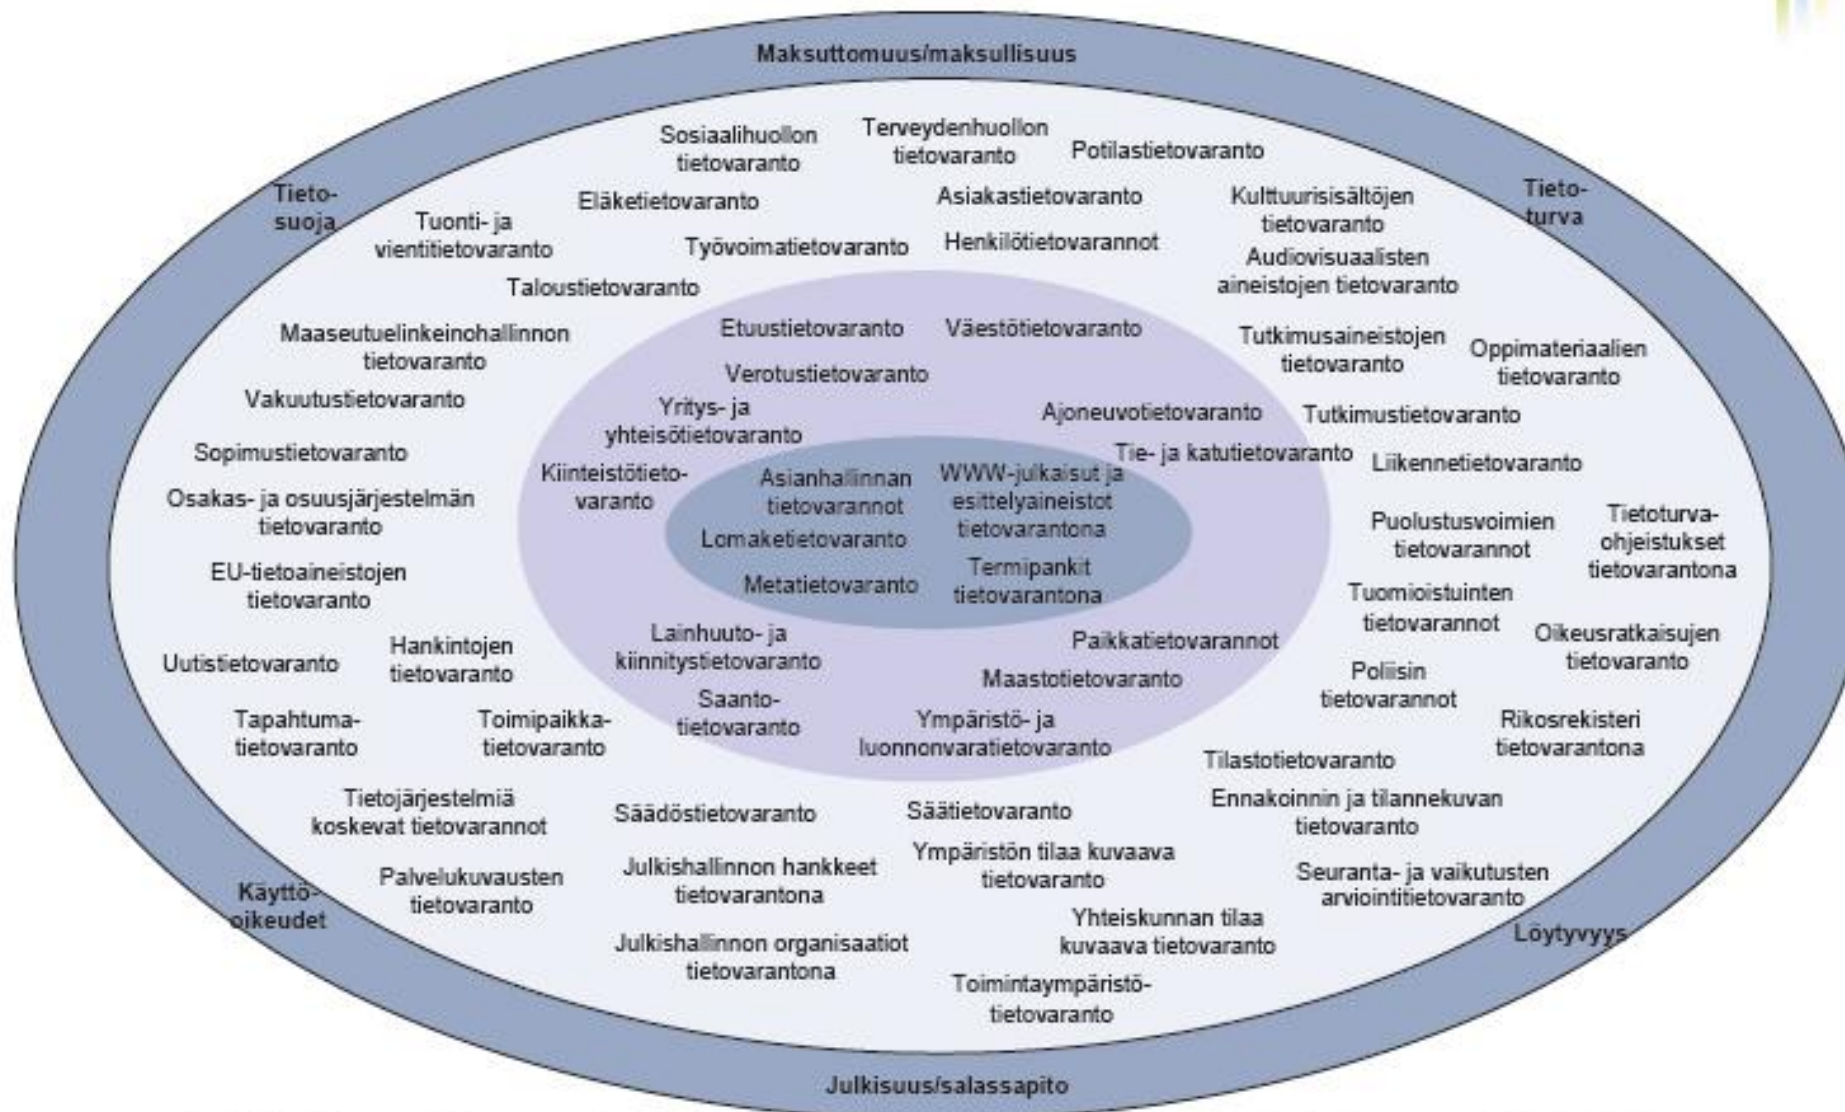 Maksuttomuus/maksullisuus
Sosiaalihuollon
tietovaranto
Terveydenhuollon
tietovaranto
Potilastietovaranto
Tieto-
suoja
Tieto-
turva
Tuonti- ja
vientitietovaranto
Eläketietovaranto
Asiakastietovaranto
Kulttuurisisältöjen
tietovaranto
Työvoimatietovaranto
Henkilötietovarannot
Audiovisuaalisten
aineistojen tietovaranto
Taloustietovaranto
Maaseutuelinkeinohallinnon
tietovaranto
Etuustietovaranto
Väestötietovaranto
Tutkimusaineistojen
tietovaranto
Oppimateriaalien
tietovaranto
Verotustietovaranto
Vakuutustietovaranto
Yritys- ja
yhteisötietovaranto
Ajoneuvotietovaranto
Tutkimustietovaranto
Sopimustietovaranto
Tie- ja katutietovaranto
Liikennetietovaranto
Kiinteistötieto-
varanto
Asianhallinnan
tietovarannot
WWW-julkaisut ja
esittelyaineistot
tietovarantona
Osakas- ja osuusjärjestelmän
tietovaranto
Puolustusvoimien
tietovarannot
Tietoturva-
ohjeistukset
tietovarantona
Lomaketietovaranto
EU-tietoaineistojen
tietovaranto
Metatietovaranto
Termipankit
tietovarantona
Tuomioistuinten
tietovarannot
Uutistietovaranto
Hankintojen
tietovaranto
Lainhuuto- ja
kiinnitystietovaranto
Paikkatietovarannot
Oikeusratkaisujen
tietovaranto
Maastotietovaranto
Poliisin
tietovarannot
Tapahtuma-
tietovaranto
Toimipaikka-
tietovaranto
Saanto-
tietovaranto
Ympäristö- ja
luonnonvaratietovaranto
Rikosrekisteri
tietovarantona
Tilastotietovaranto
Tietojärjestelmiä
koskevat tietovarannot
Säädöstietovaranto
Säätietovaranto
Ennakoinnin ja tilannekuvan
tietovaranto
Käyttö-
oikeudet
Palvelukuvausten
tietovaranto
Julkishallinnon hankkeet
tietovarantona
Ympäristön tilaa kuvaava
tietovaranto
Seuranta- ja vaikutusten
arviointitietovaranto
Löytyvyys
Julkishallinnon organisaatiot
tietovarantona
Yhteiskunnan tilaa
kuvaava tietovaranto
Toimintaympäristö-
tietovaranto
Julkisuus/salassapito